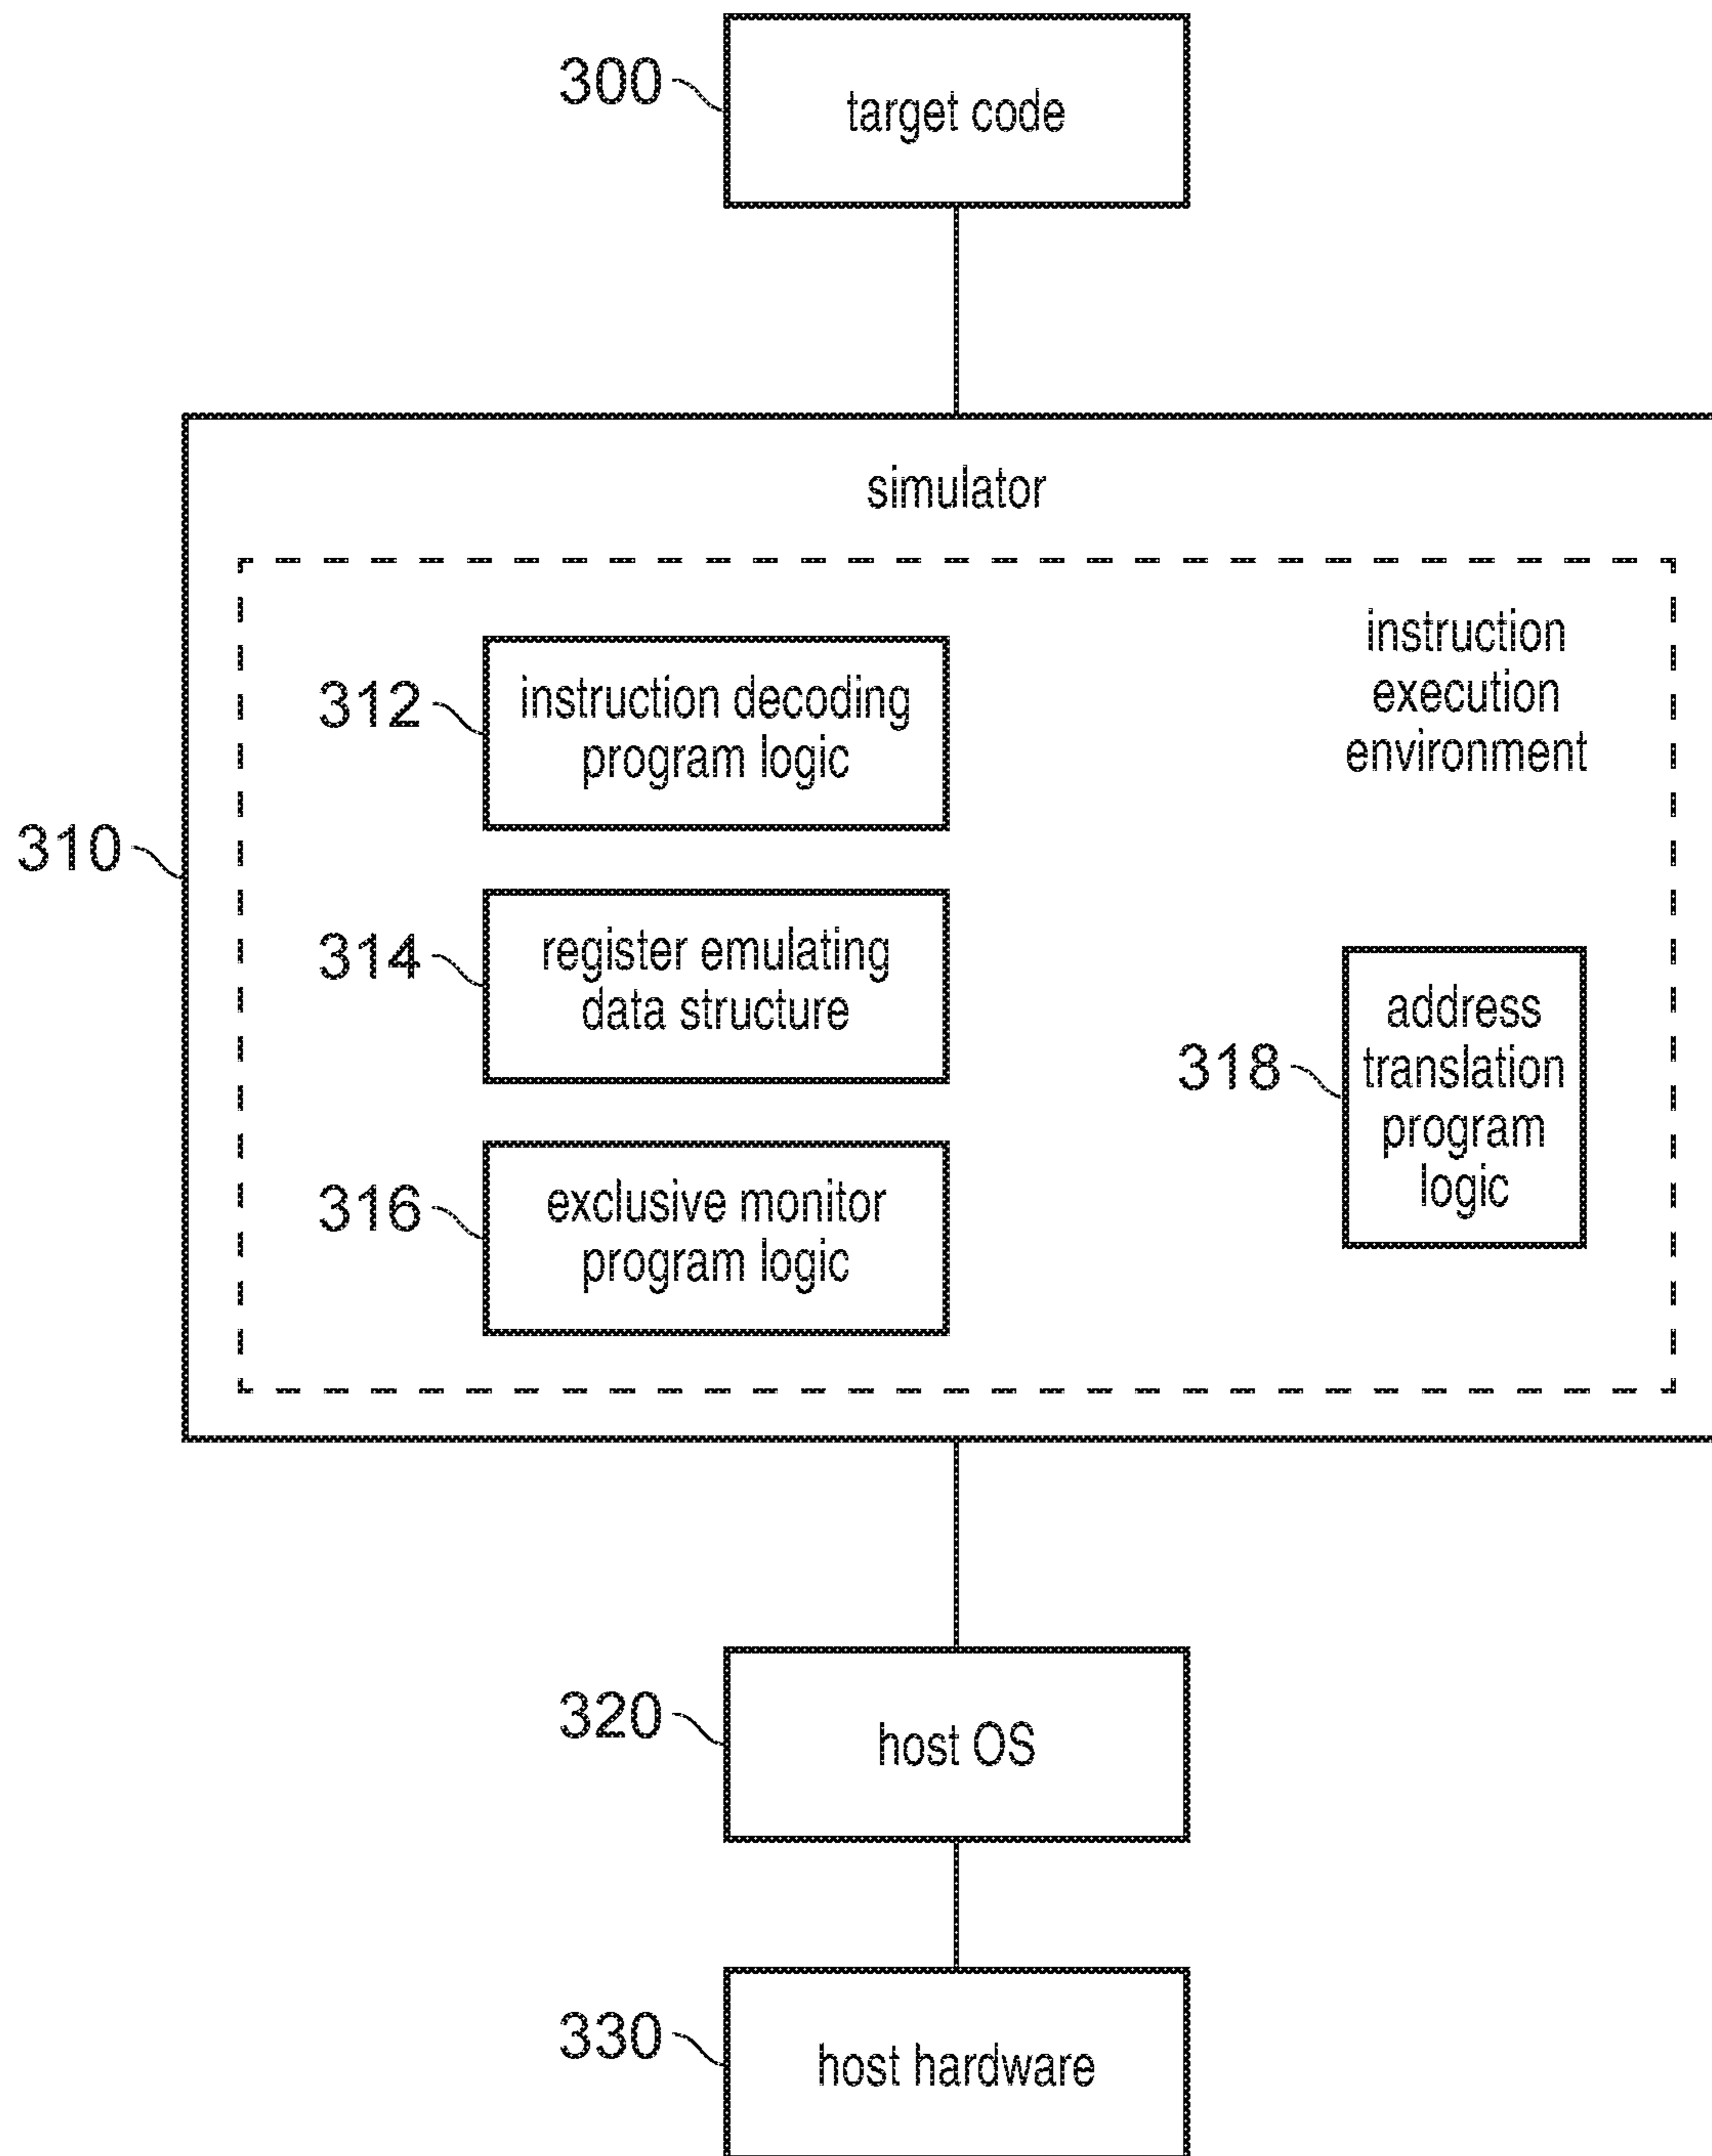 300
target code
simulator
instruction
execution
environment
312
instruction decoding
program logic
310
314
register emulating
data structure
318
address
translation
program
logic
316
exclusive monitor
program logic
320
host OS
330
host hardware